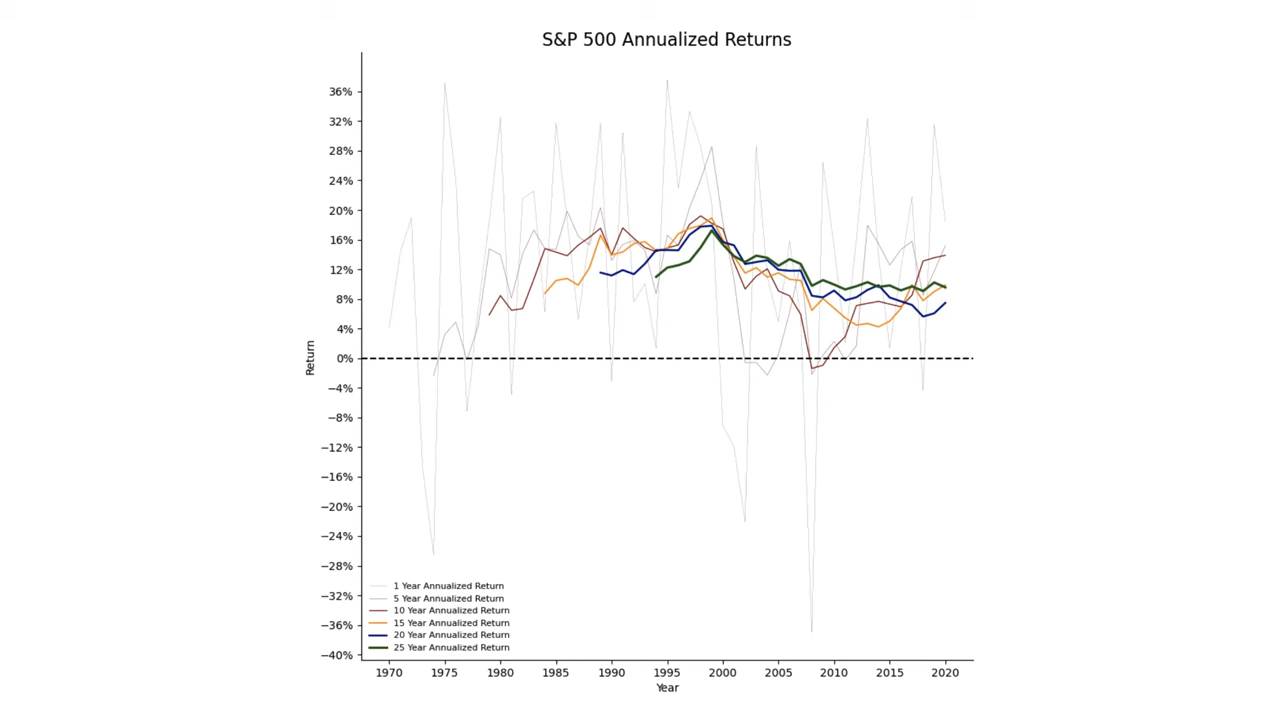 S&P 500 Annualized Returns
36%
32%
28%
24%
20%
16%
12%
8%
4%
0%
−4%
−8%
−12%
−16%
−20%
−24%
−28%
−32%
−36%
−40%
Return
1 Year Annualized Return
5 Year Annualized Return
10 Year Annualized Return
15 Year Annualized Return
20 Year Annualized Return
25 Year Annualized Return
1970 1975 1980 1985 1990 1995 2000 2005 2010 2015 2020
Year